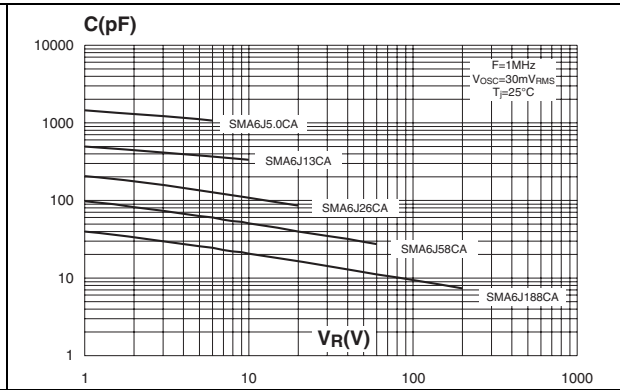 C(pF)
10000
F=1MHz
VOSC=30mVRMS
Tj=25°C
1000
SMA6J5.0CA
SMA6J13CA
100
SMA6J26CA
SMA6J58CA
10
SMA6J188CA
VR(V)
1
1 10 100 1000